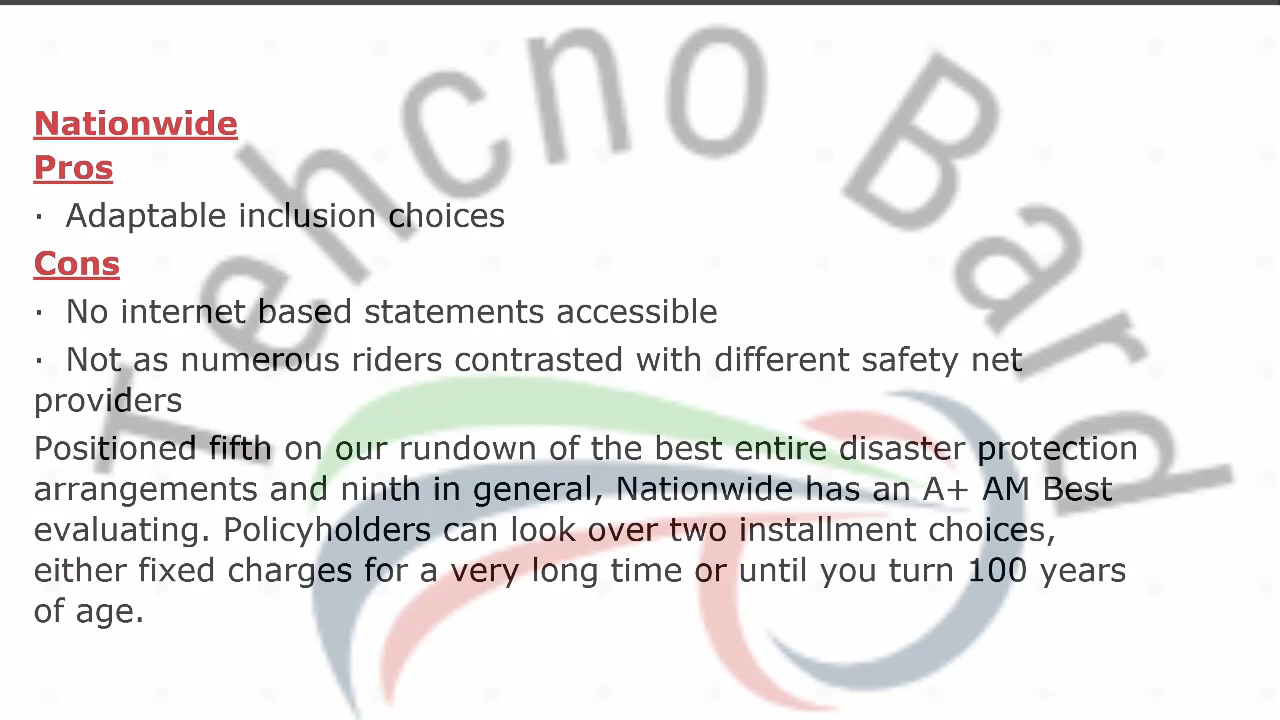 Tehcno Bard
Nationwide
Pros
· Adaptable inclusion choices
Cons
· No internet based statements accessible
· Not as numerous riders contrasted with different safety net
providers
Positioned fifth on our rundown of the best entire disaster protection
arrangements and ninth in general, Nationwide has an A+ AM Best
evaluating. Policyholders can look over two installment choices,
either fixed charges for a very long time or until you turn 100 years
of age.